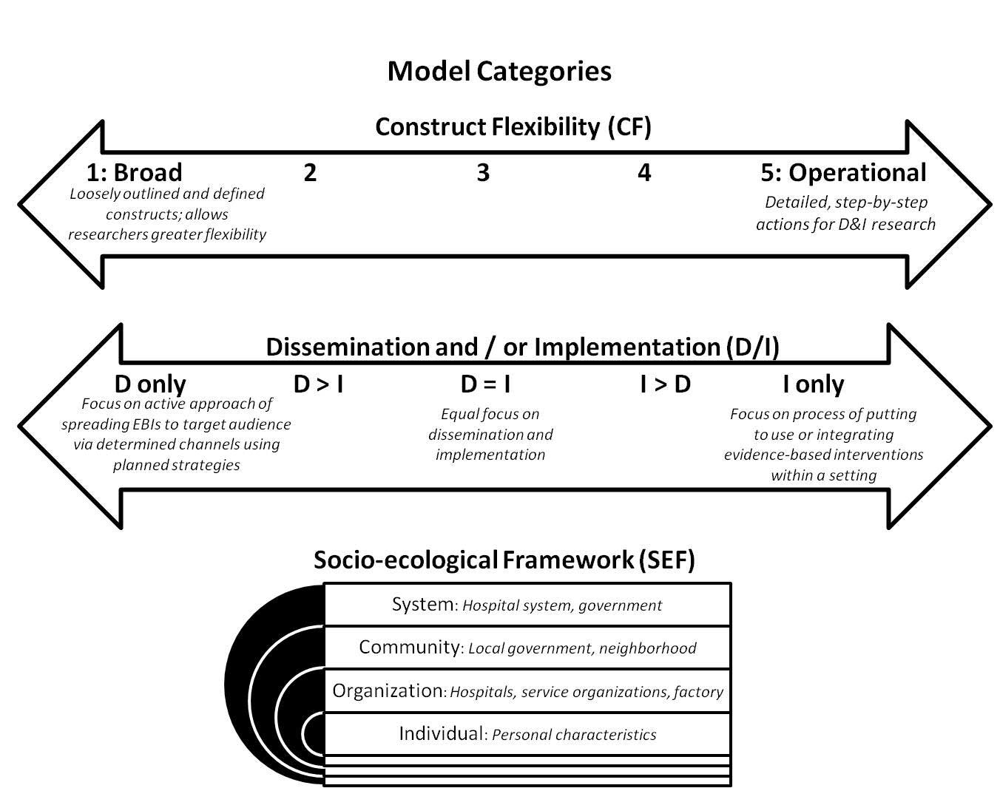 Model Categories
Construct Flexibility (CF)
1: Broad 2 3 4 5: Operational
Loosely outlined and defined
constructs; allows
researchers greater flexibility
Detailed, step-by-step
actions for D&I research
Dissemination and / or Implementation (D/I)
D only D > I D = I I > D I only
Focus on active approach of
spreading EBIs to target audience
via determined channels using
planned strategies
Equal focus on
dissemination and
implementation
Focus on process of putting
to use or integrating
evidence-based interventions
within a setting
Socio-ecological Framework (SEF)
System: Hospital system, government
Community: Local government, neighborhood
Organization: Hospitals, service organizations, factory
Individual: Personal characteristics